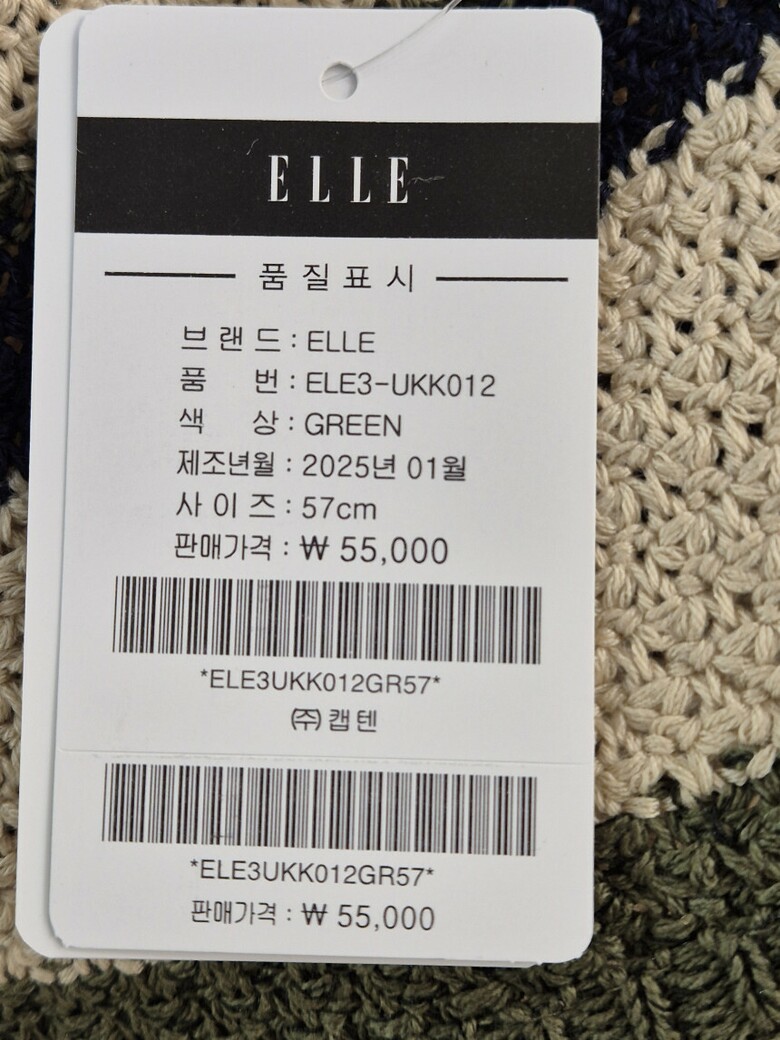 ELLE
품질표시
브랜드 : ELLE
품 번 : ELE3-UKK012
색 상 : GREEN
제조년월 : 2025년 01월
사이즈 : 57cm
판매가격 : ₩ 55,000
*ELE3UKK012GR57*
㈜캡텐
*ELE3UKK012GR57*
판매가격 : ₩ 55,000